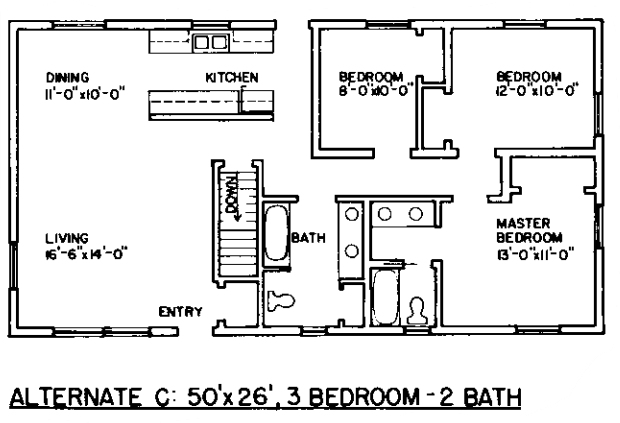 DINING
11'-0"x10'-0"
KITCHEN
BEDROOM
8'-0"x10'-0"
BEDROOM
12'-0"x10'-0"
DOWN
LIVING
16'-6"x14'-0"
BATH
MASTER
BEDROOM
13'-0"x11'-0"
ENTRY
ALTERNATE C: 50'x26', 3 BEDROOM - 2 BATH